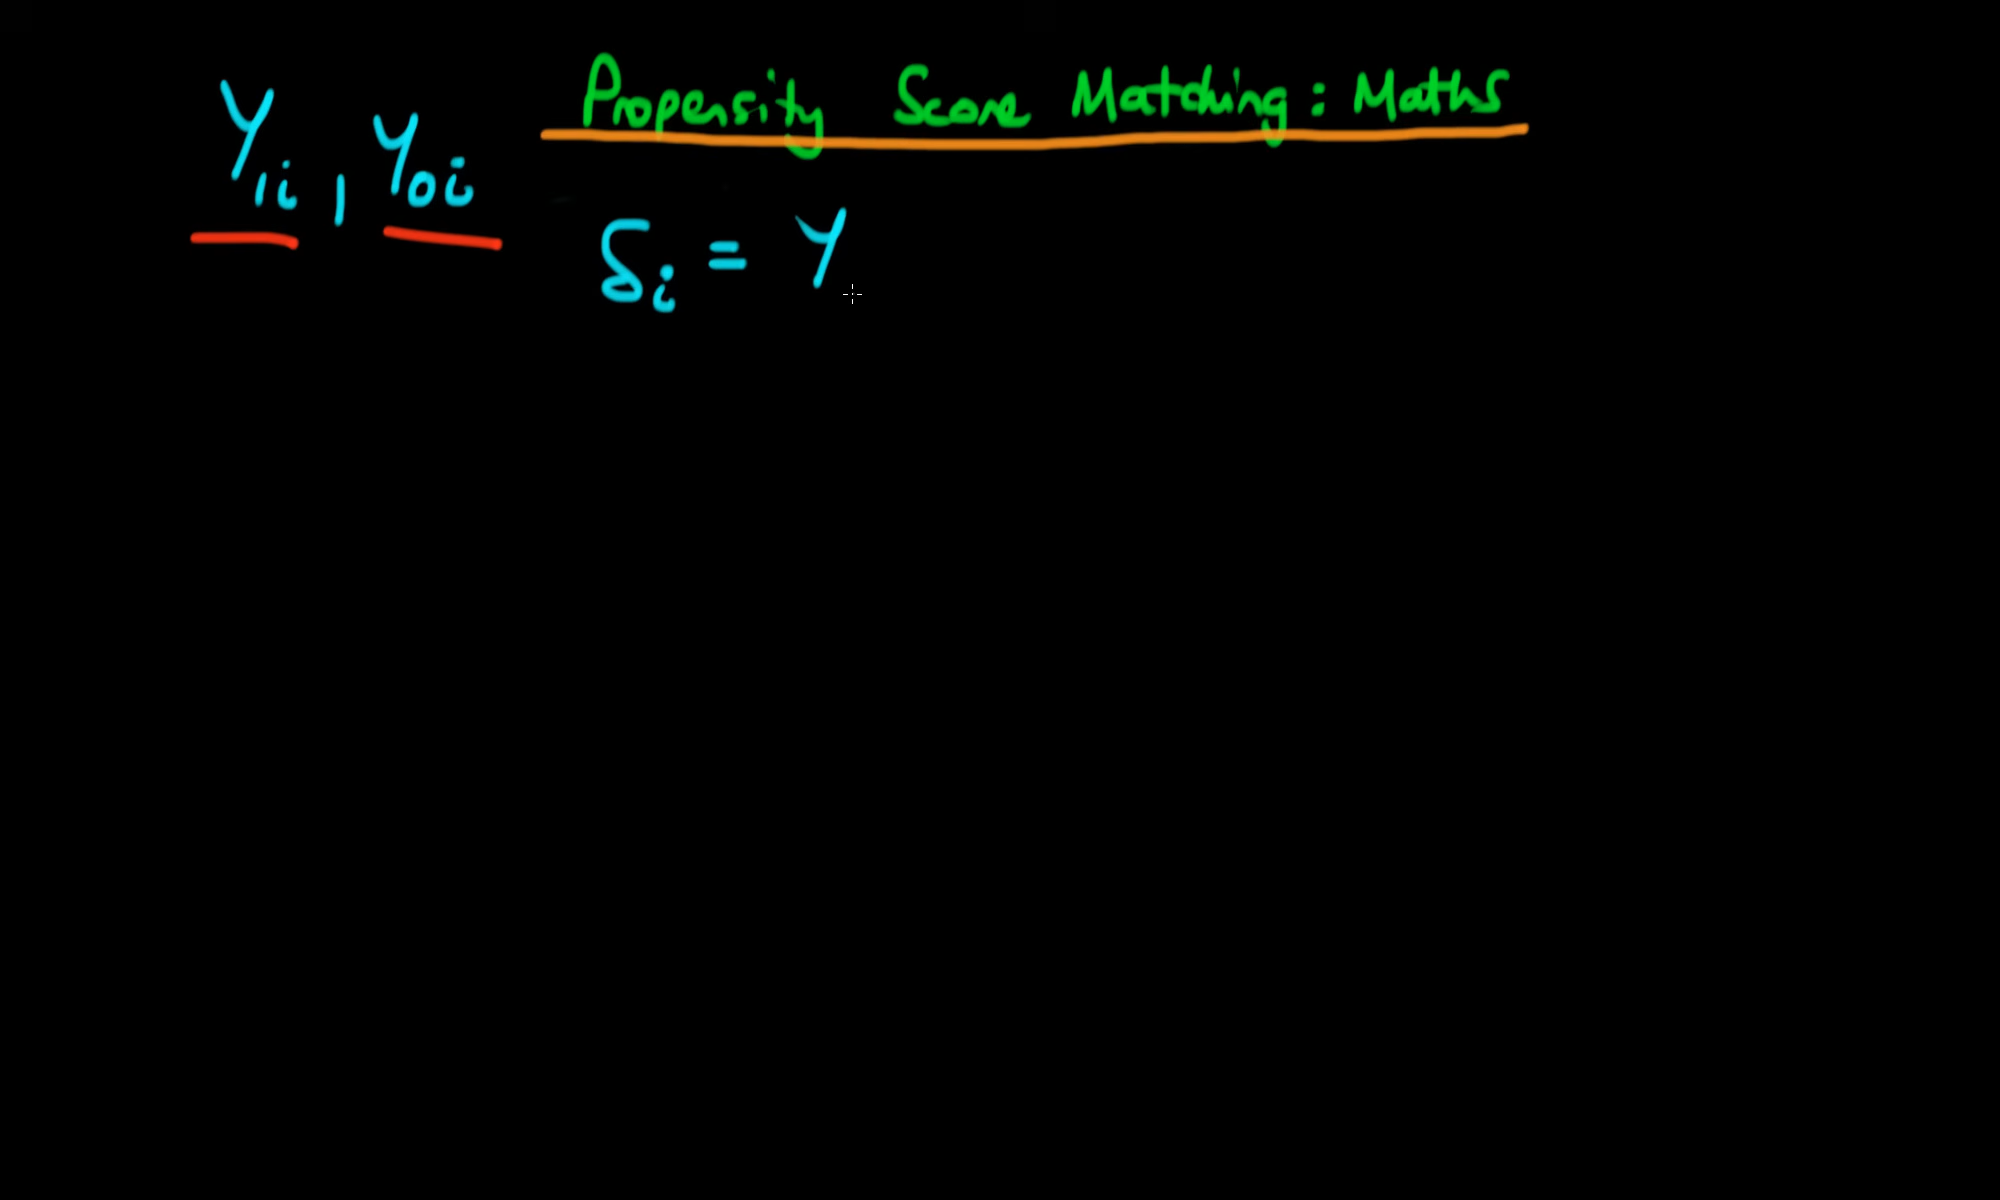 Propensity Score Matching: Maths
Y₁ᵢ, Y₀ᵢ
δᵢ = Y